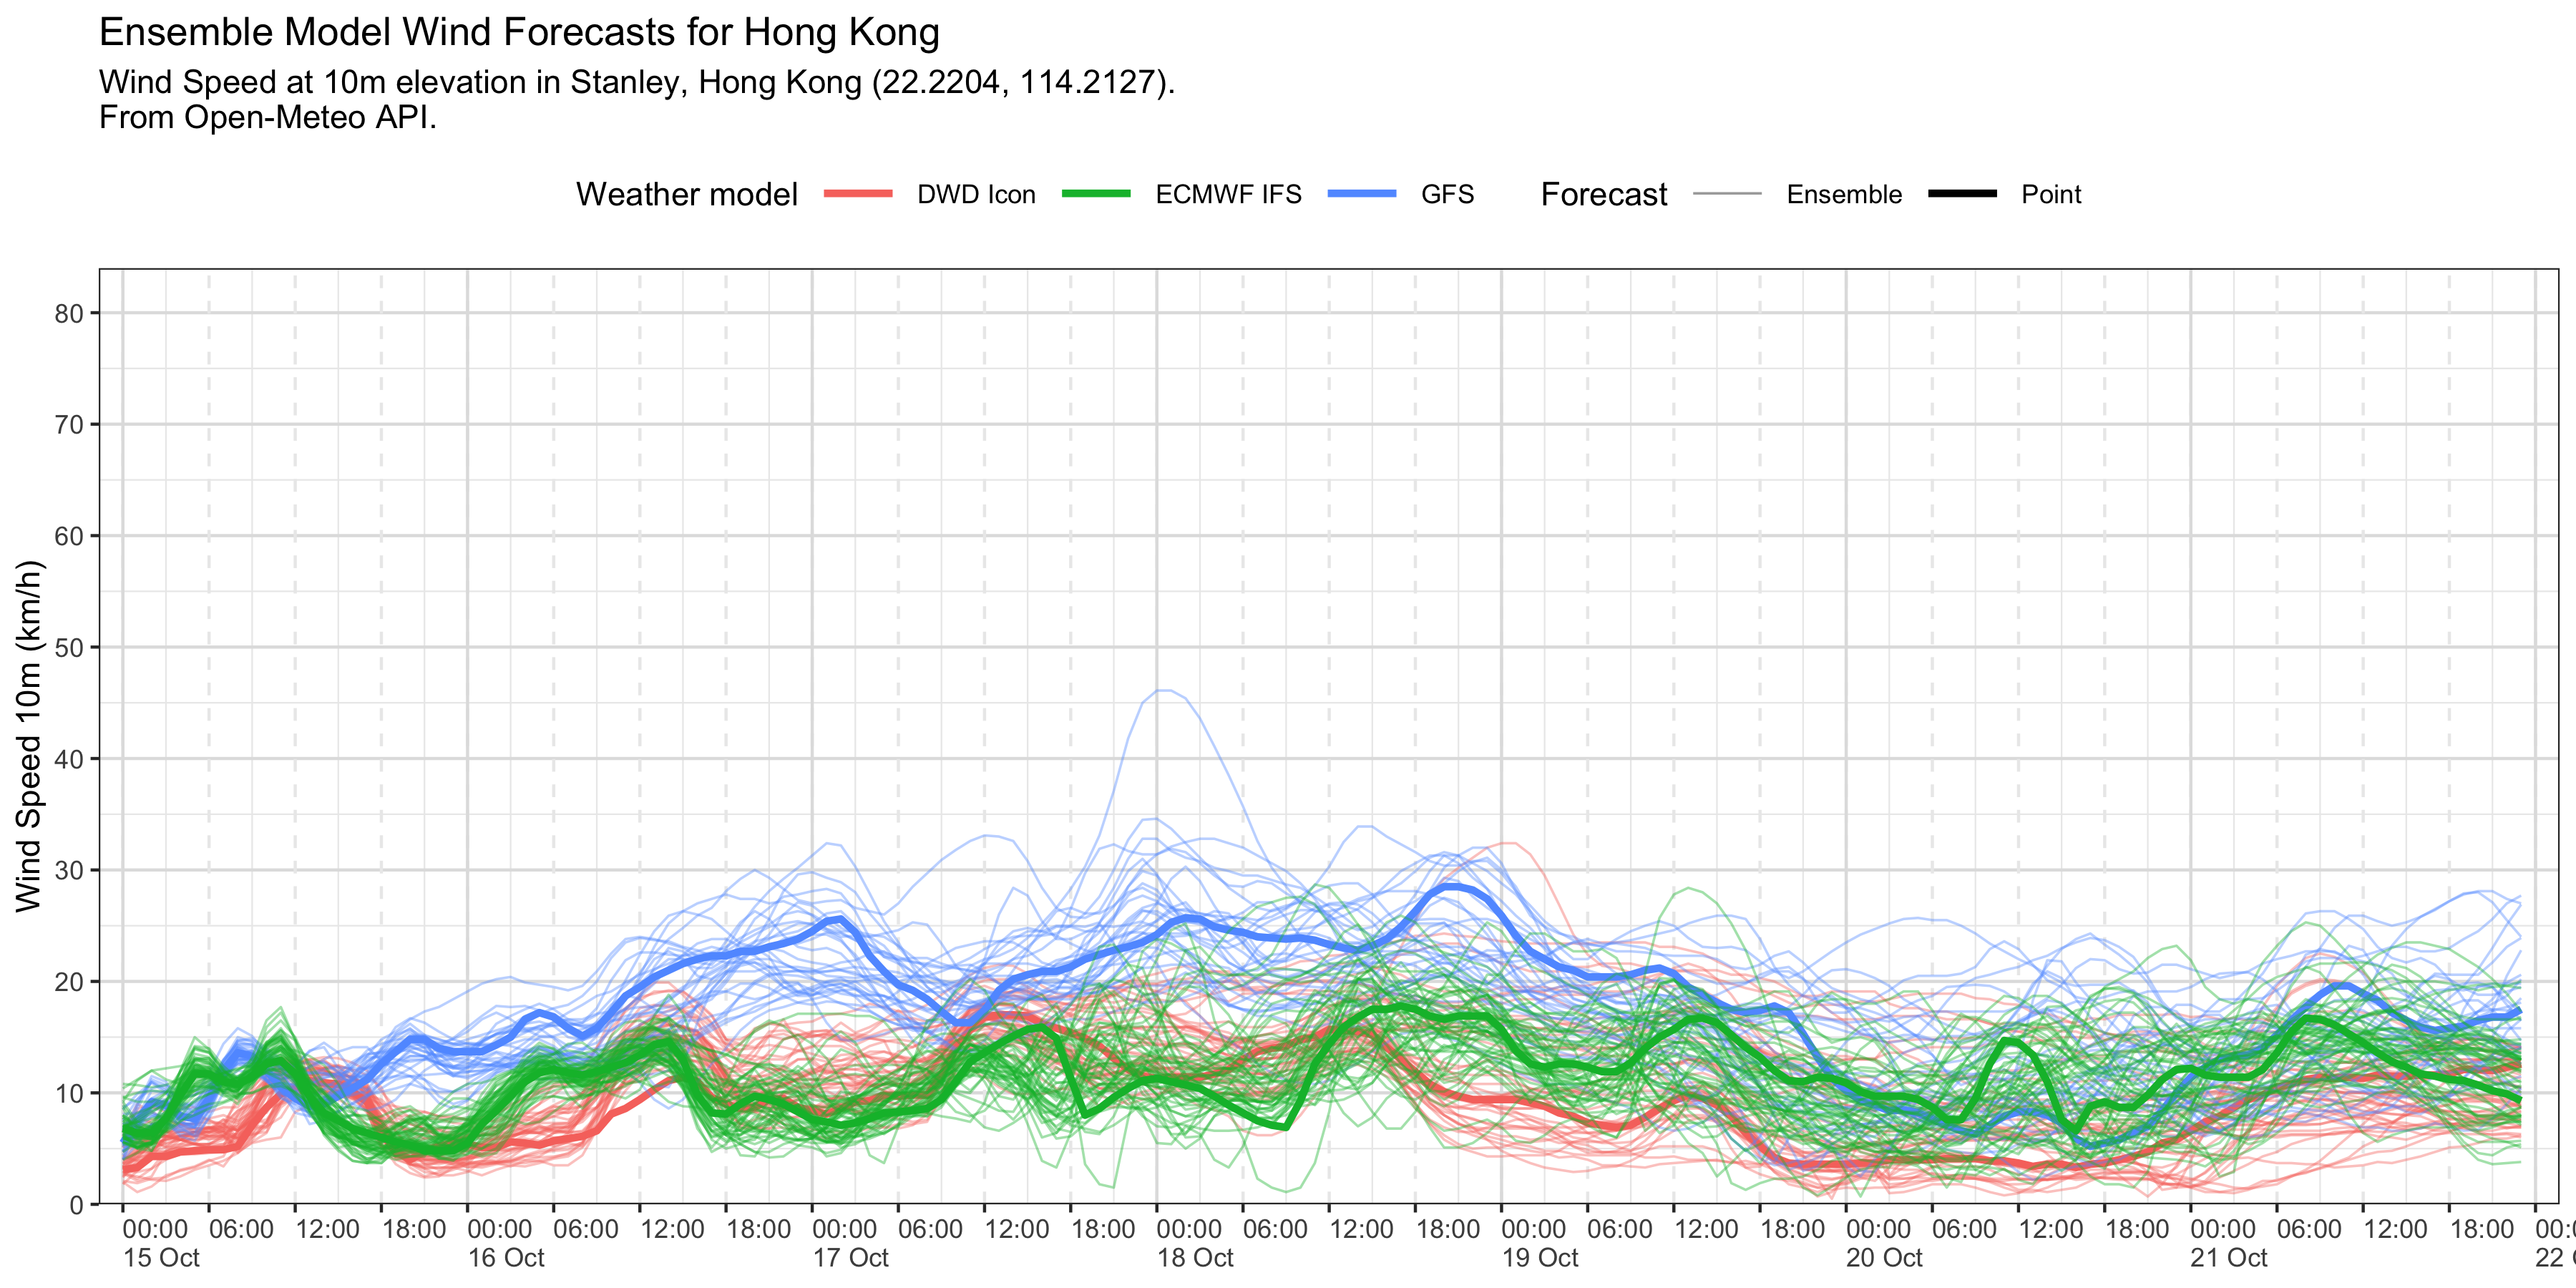 Ensemble Model Wind Forecasts for Hong Kong
Wind Speed at 10m elevation in Stanley, Hong Kong (22.2204, 114.2127).
From Open-Meteo API.
Weather model DWD Icon ECMWF IFS GFS Forecast Ensemble Point
Wind Speed 10m (km/h)
80
70
60
50
40
30
20
10
0
00:00 06:00 12:00 18:00 00:00 06:00 12:00 18:00 00:00 06:00 12:00 18:00 00:00 06:00 12:00 18:00 00:00 06:00 12:00 18:00 00:00 06:00 12:00 18:00 00:00 06:00 12:00 18:00
15 Oct 16 Oct 17 Oct 18 Oct 19 Oct 20 Oct 21 Oct 22